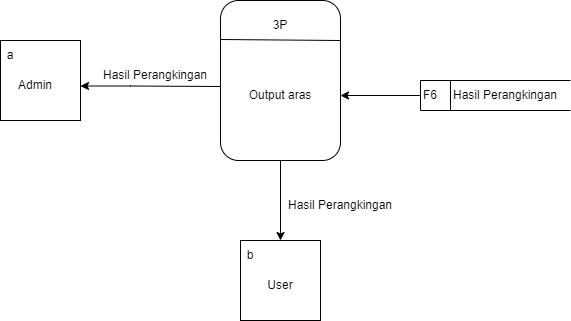 3P
a
Admin
Hasil Perangkingan
Output aras
F6
Hasil Perangkingan
Hasil Perangkingan
b
User